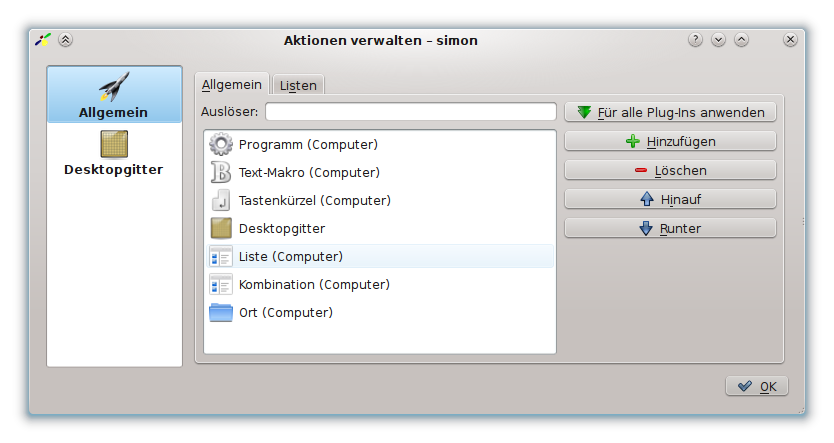 Aktionen verwalten – simon
Allgemein
Desktopgitter
Allgemein
Listen
Auslöser:
Für alle Plug-Ins anwenden
Programm (Computer)
Text-Makro (Computer)
Tastenkürzel (Computer)
Desktopgitter
Liste (Computer)
Kombination (Computer)
Ort (Computer)
Hinzufügen
Löschen
Hinauf
Runter
OK